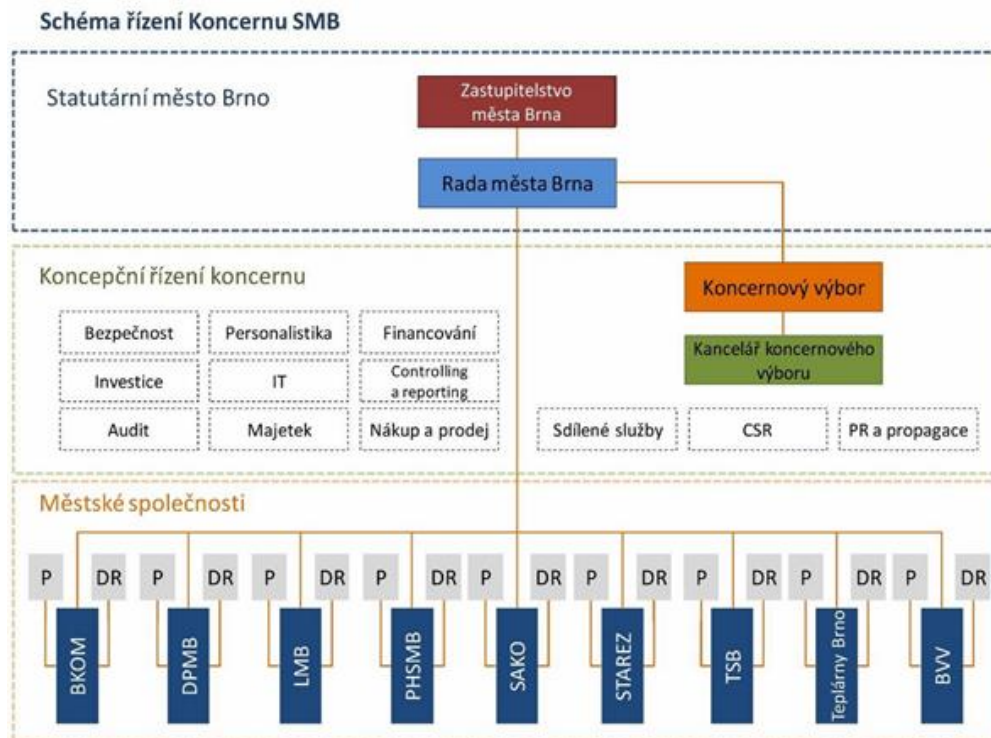 Schéma řízení Koncernu SMB
Statutární město Brno
Zastupitelstvo
města Brna
Rada města Brna
Koncepční řízení koncernu
Koncernový výbor
Kancelář koncernového
výboru
Bezpečnost
Personalistika
Financování
Investice
IT
Controlling
a reporting
Audit
Majetek
Nákup a prodej
Sdílené služby
CSR
PR a propagace
Městské společnosti
P
DR
P
DR
P
DR
P
DR
P
DR
P
DR
P
DR
P
DR
P
DR
BKOM
DPMB
LMB
PHSMB
SAKO
STAREZ
TSB
Teplárny Brno
BVV